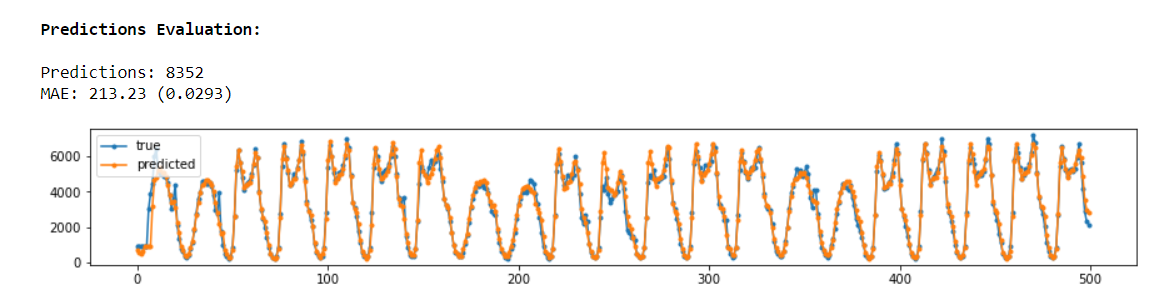 Predictions Evaluation:
Predictions: 8352
MAE: 213.23 (0.0293)
true
predicted
6000
4000
2000
0
0 100 200 300 400 500